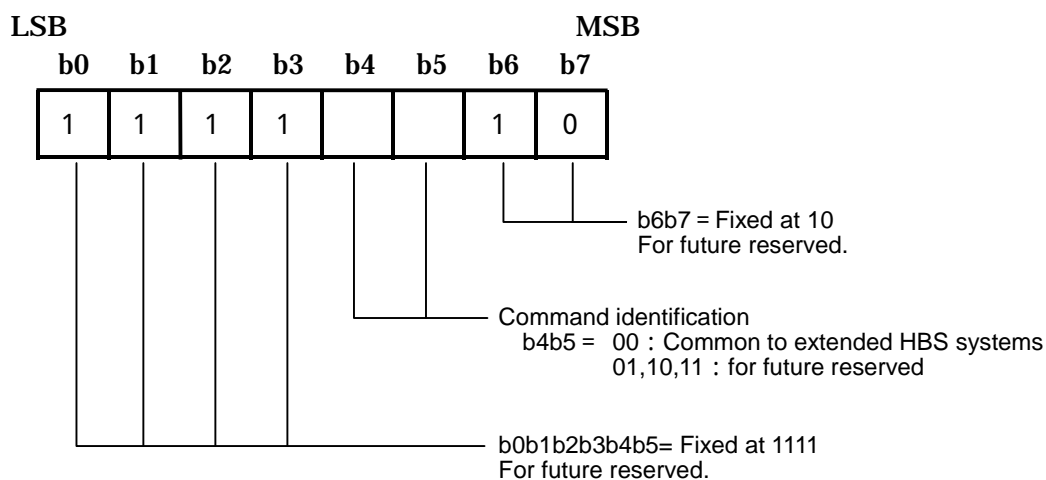 LSB MSB
b0 b1 b2 b3 b4 b5 b6 b7
1 1 1 1 1 0
b6b7 = Fixed at 10
For future reserved.
Command identification
b4b5 = 00 : Common to extended HBS systems
01,10,11 : for future reserved
b0b1b2b3b4b5= Fixed at 1111
For future reserved.